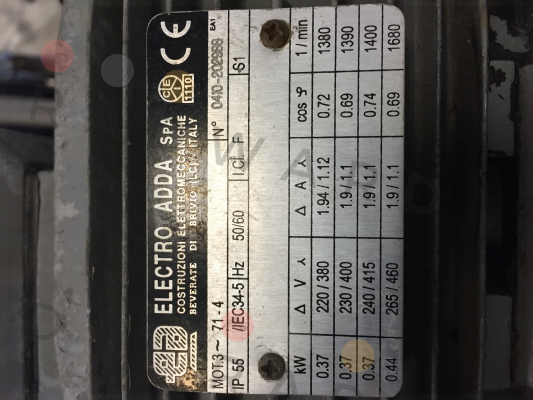 ELECTRO ADDA SPA
COSTRUZIONI ELETTROMECCANICHE
BEVERATE DI BRIVIO (LC) ITALY
CE
1110
MOT.3~ 71-4 N° 0410-202688 EA1
IP 55 /IEC34-5 Hz 50/60 I.Cl. F S1
kW Δ V ⅄ Δ A ⅄ cos φ 1/min
0.37 220/380 1.94/1.12 0.72 1380
0.37 230/400 1.9/1.1 0.69 1390
0.37 240/415 1.9/1.1 0.74 1400
0.44 265/460 1.9/1.1 0.69 1680